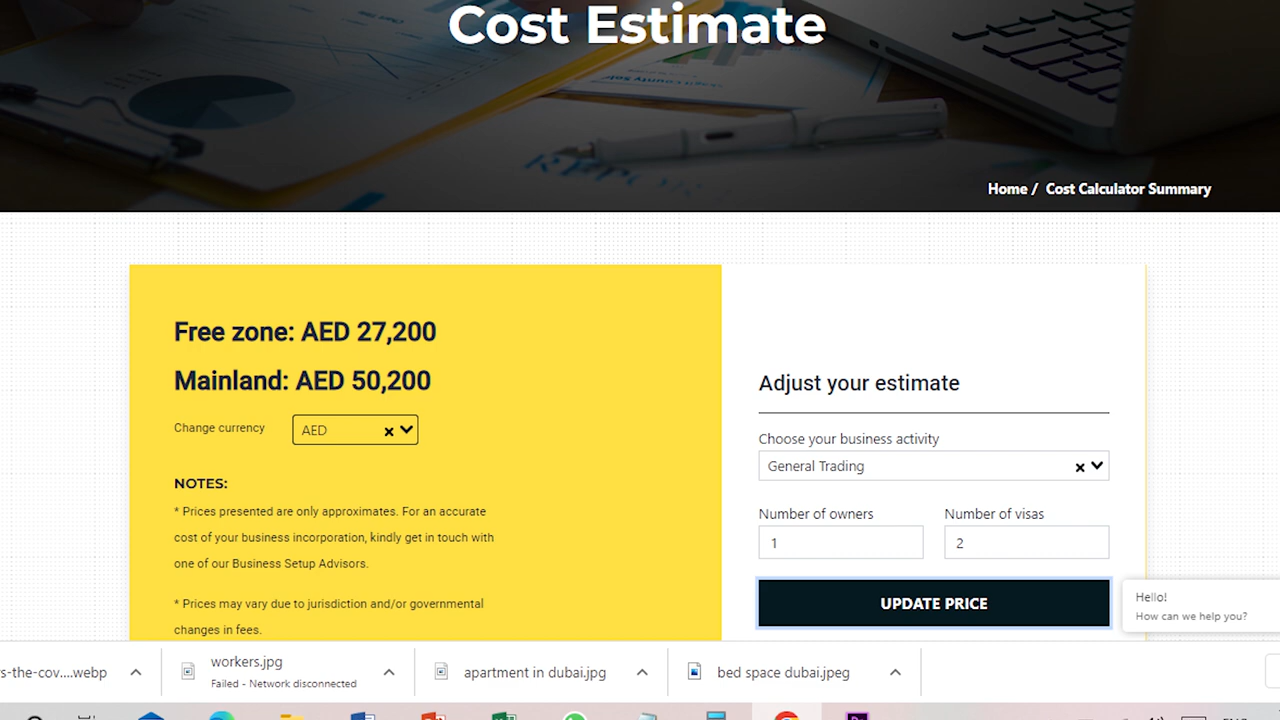 Cost Estimate
Home / Cost Calculator Summary
Free zone: AED 27,200
Mainland: AED 50,200
Change currency AED
NOTES:
* Prices presented are only approximates. For an accurate
cost of your business incorporation, kindly get in touch with
one of our Business Setup Advisors.
* Prices may vary due to jurisdiction and/or governmental
changes in fees.
Adjust your estimate
Choose your business activity
General Trading
Number of owners Number of visas
1 2
UPDATE PRICE
Hello!
How can we help you?
s-the-cov....webp
workers.jpg
Failed - Network disconnected
apartment in dubai.jpg
bed space dubai.jpeg